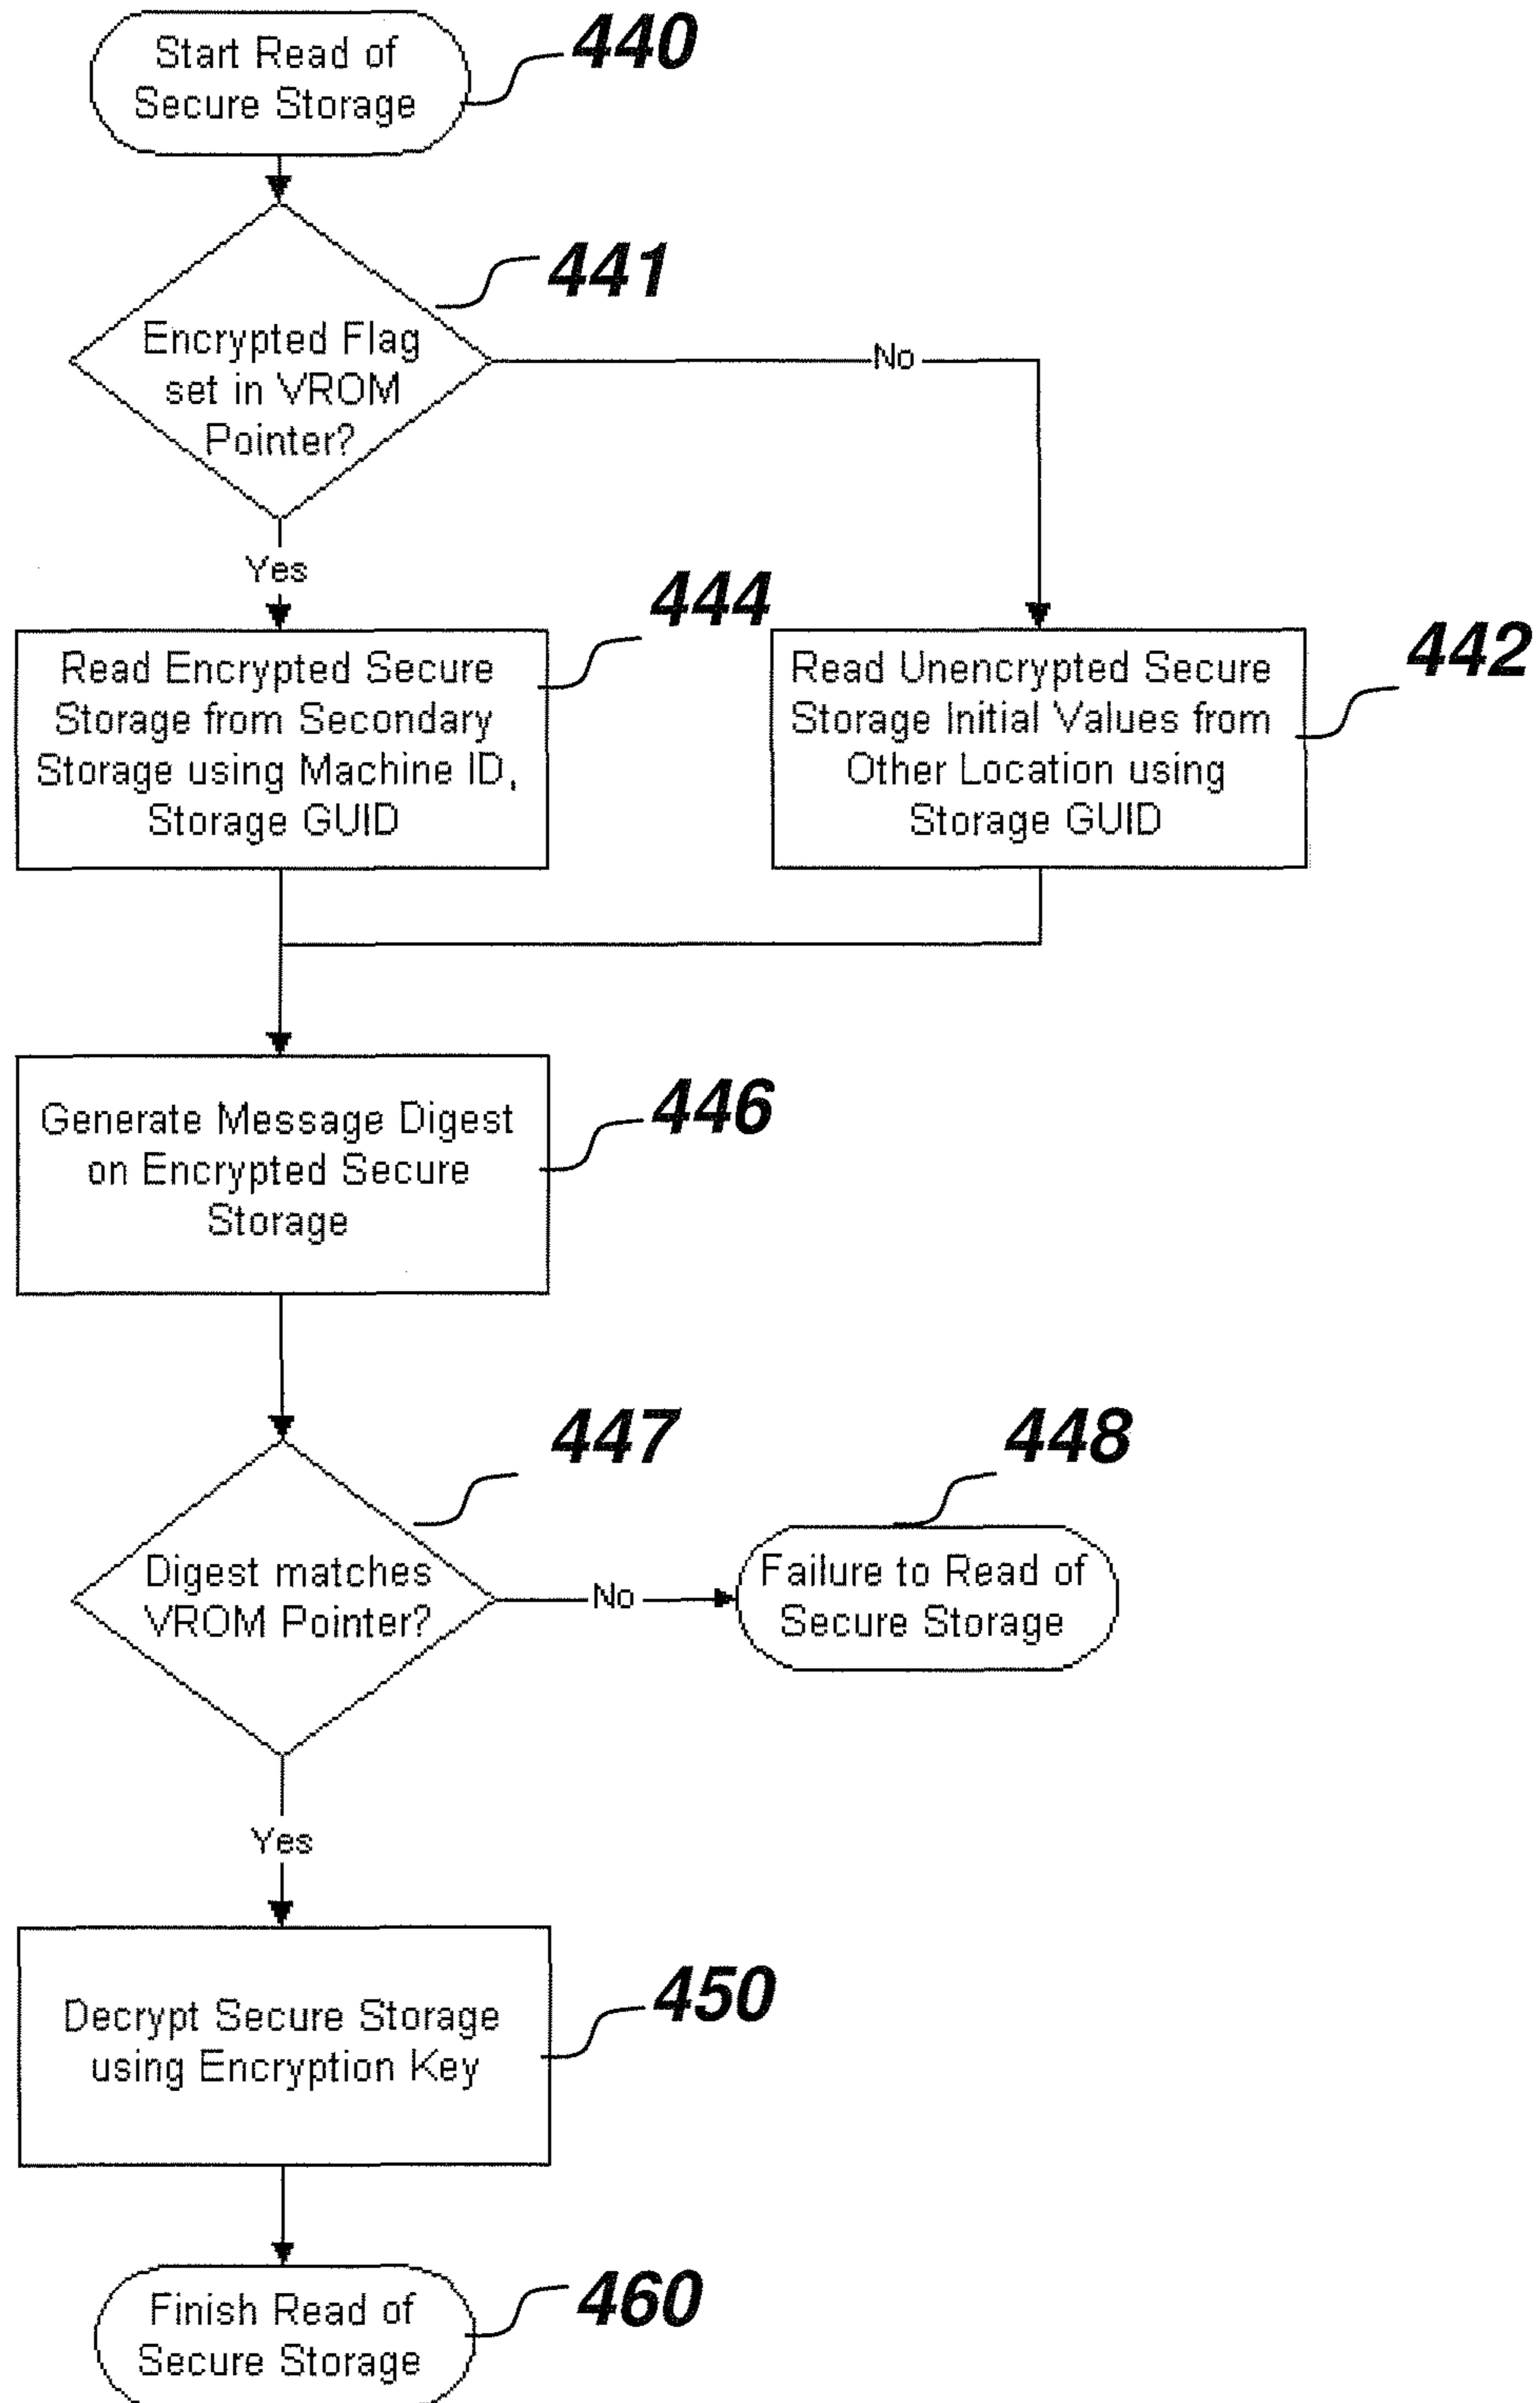 Start Read of
Secure Storage
440
441
Encrypted Flag
set in VROM
Pointer?
No
Yes
444
Read Encrypted Secure
Storage from Secondary
Storage using Machine ID,
Storage GUID
442
Read Unencrypted Secure
Storage Initial Values from
Other Location using
Storage GUID
446
Generate Message Digest
on Encrypted Secure
Storage
447
Digest matches
VROM Pointer?
No
448
Failure to Read of
Secure Storage
Yes
450
Decrypt Secure Storage
using Encryption Key
460
Finish Read of
Secure Storage